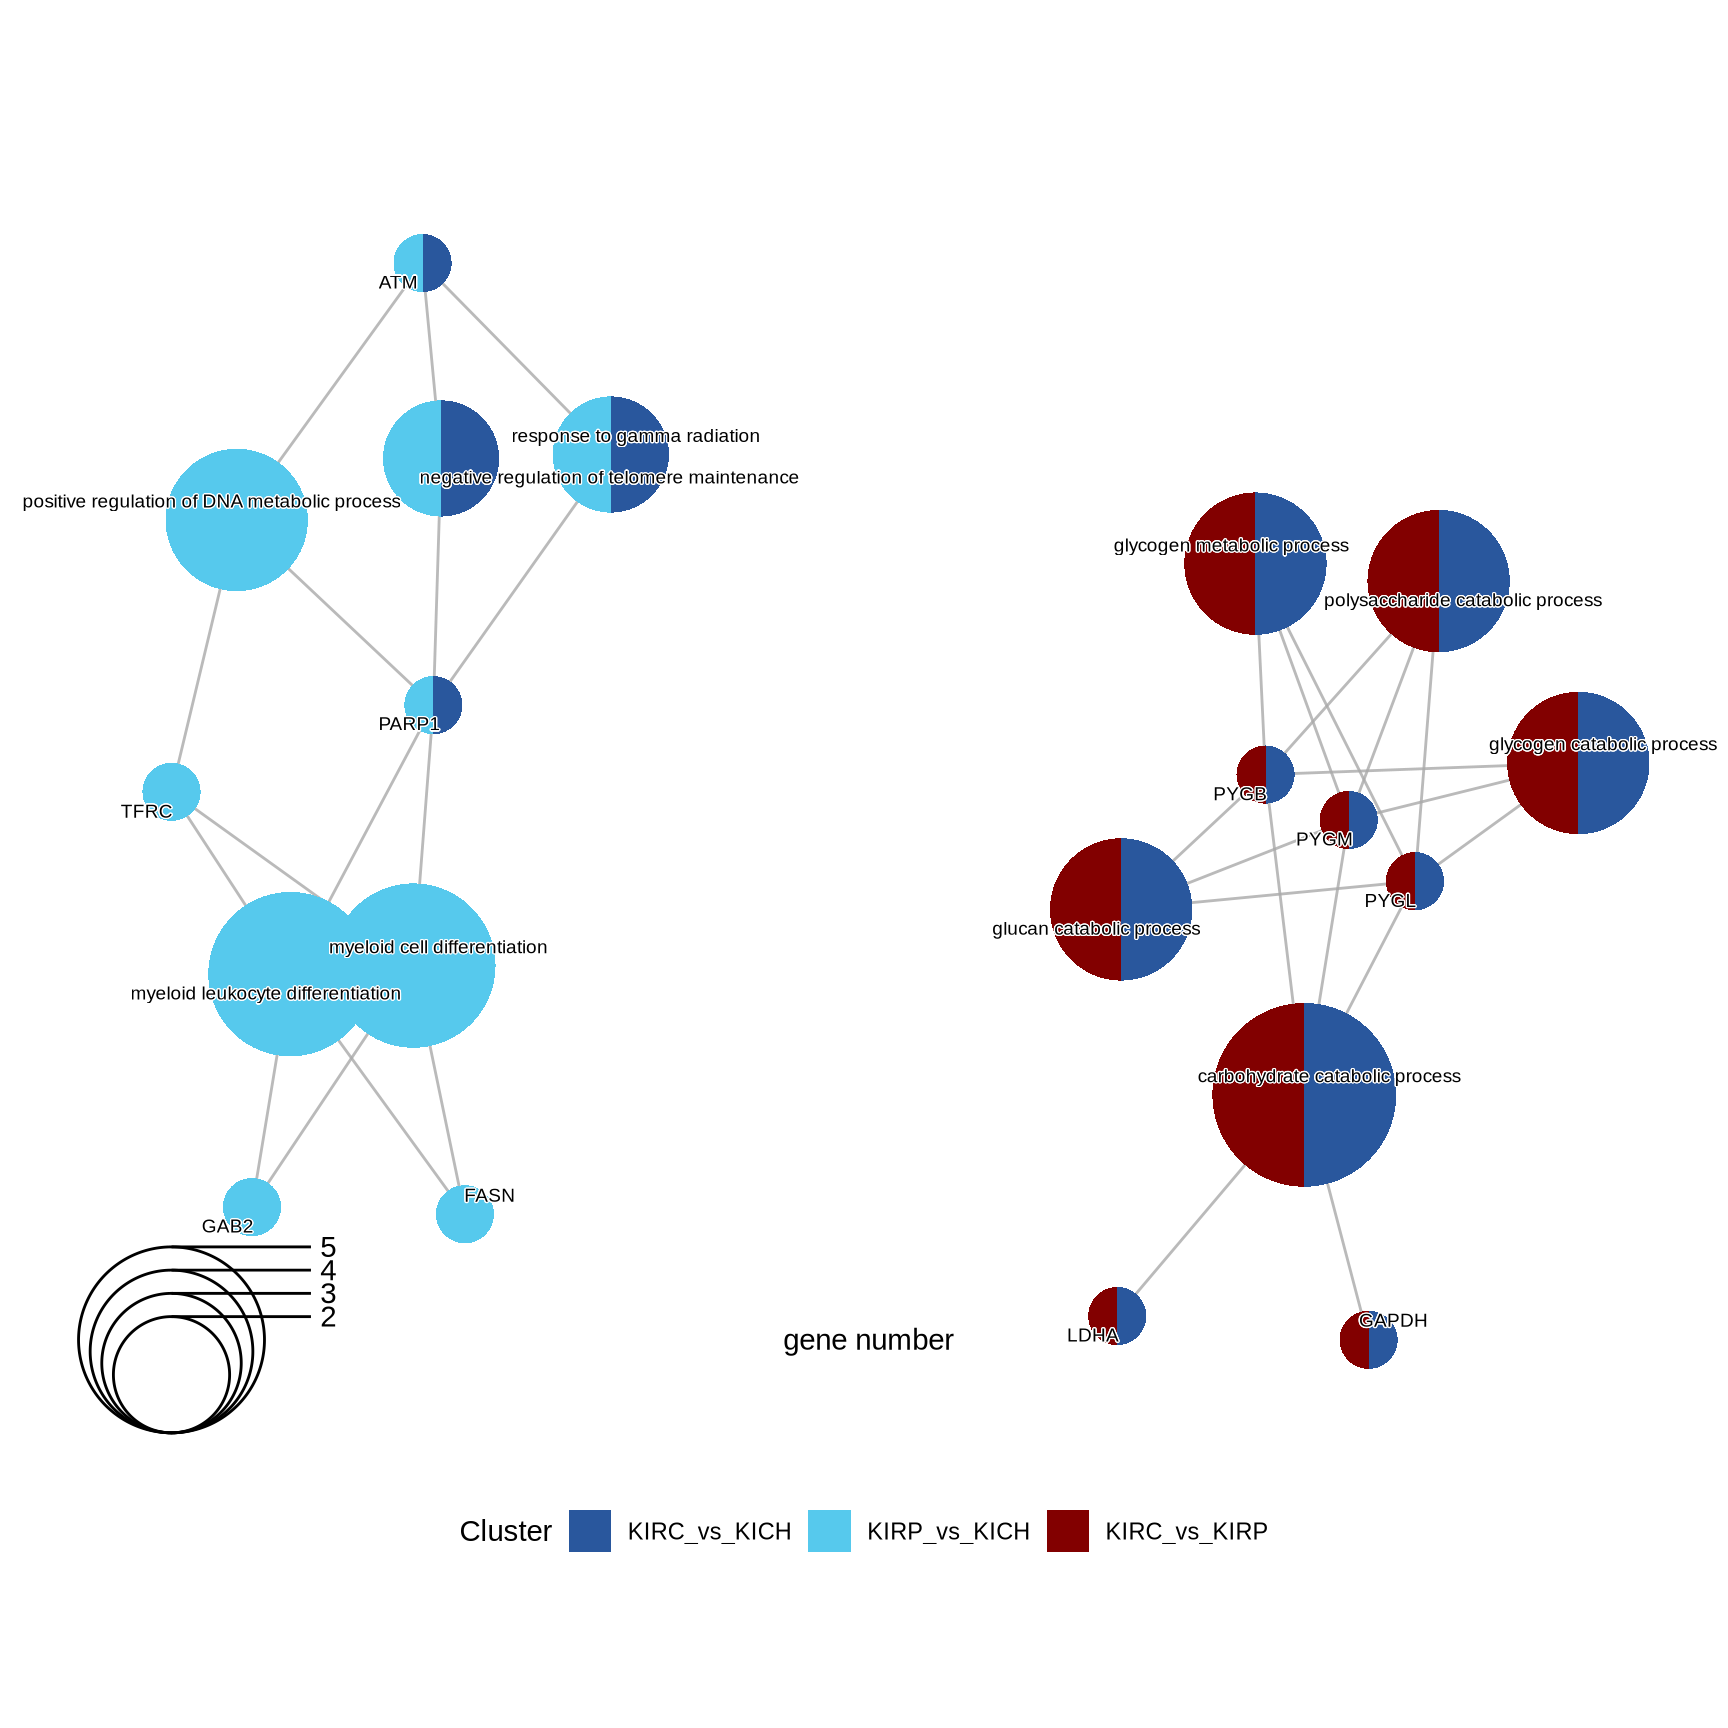 ATM
response to gamma radiation
negative regulation of telomere maintenance
positive regulation of DNA metabolic process
glycogen metabolic process
polysaccharide catabolic process
PARP1
glycogen catabolic process
PYGB
TFRC
PYGM
PYGL
glucan catabolic process
myeloid cell differentiation
myeloid leukocyte differentiation
carbohydrate catabolic process
FASN
GAB2
5
4
3
2
GAPDH
LDHA
gene number
Cluster KIRC_vs_KICH KIRP_vs_KICH KIRC_vs_KIRP